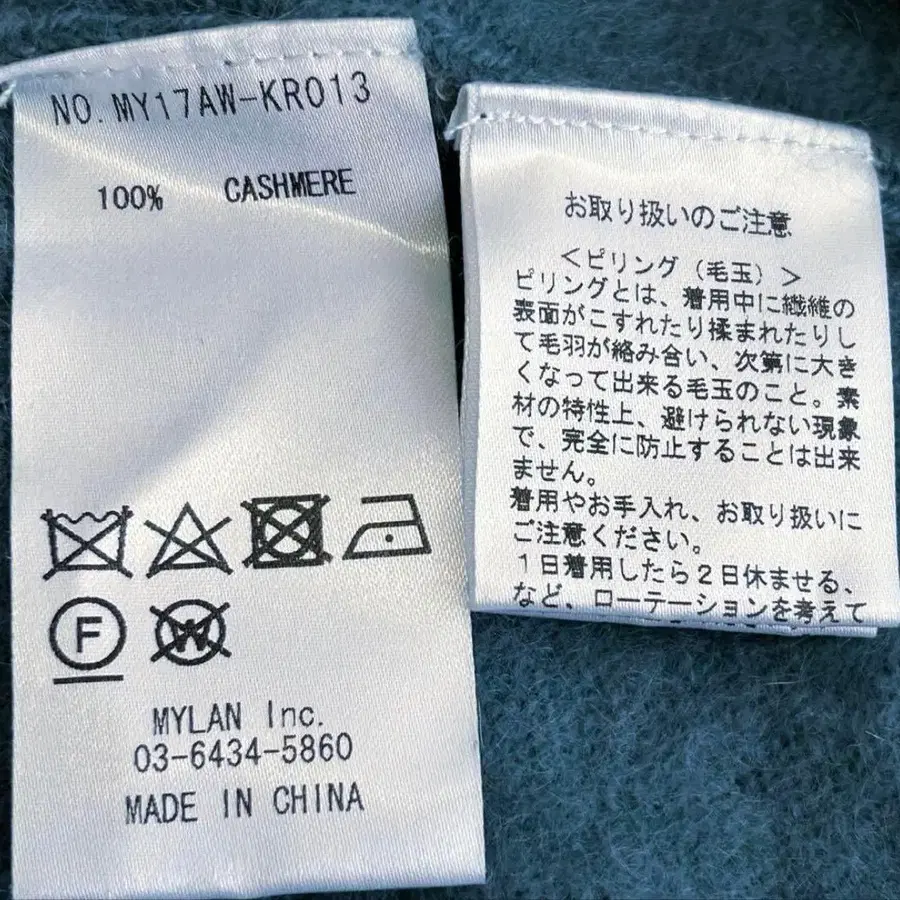 NO. MY17AW-KR013
100% CASHMERE
F
W
MYLAN Inc.
03-6434-5860
MADE IN CHINA
お取り扱いのご注意
＜ピリング（毛玉）＞
ピリングとは、着用中に繊維の
表面がこすれたり揉まれたりし
て毛羽が絡み合い、次第に大き
くなって出来る毛玉のこと。素
材の特性上、避けられない現象
で、完全に防止することは出来
ません。
着用やお手入れ、お取り扱いに
ご注意ください。
1日着用したら2日休ませる、
など、ローテーションを考えて